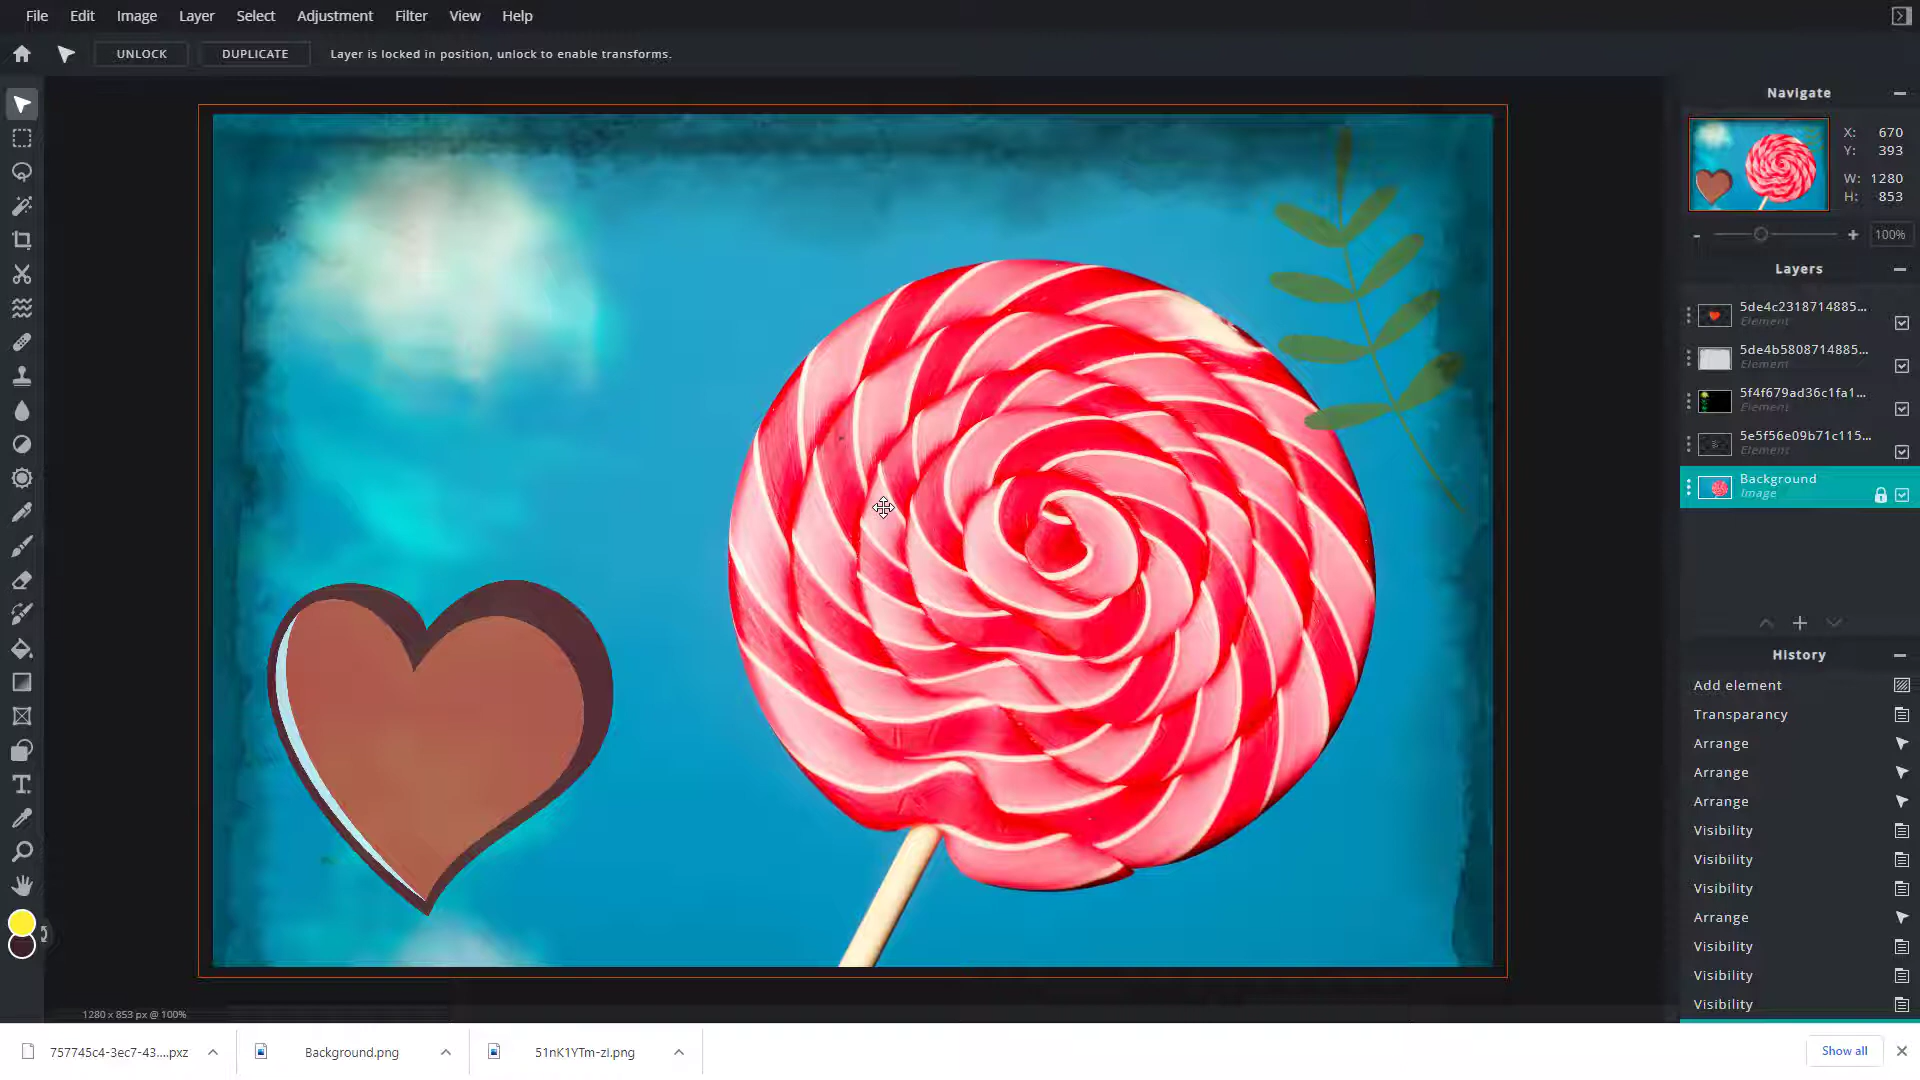 File Edit Image Layer Select Adjustment Filter View Help
UNLOCK DUPLICATE Layer is locked in position, unlock to enable transforms.
Navigate
X: 670
Y: 393
W: 1280
H: 853
100%
Layers
5de4c2318714885...
Element
5de4b5808714885...
Element
5f4f679ad36c1fa1...
Element
5e5f56e09b71c115...
Element
Background
Image
History
Add element
Transparancy
Arrange
Arrange
Arrange
Visibility
Visibility
Visibility
Arrange
Visibility
Visibility
Visibility
1280 x 853 px @ 100%
757745c4-3ec7-43....pxz
Background.png
51nK1YTm-zl.png
Show all